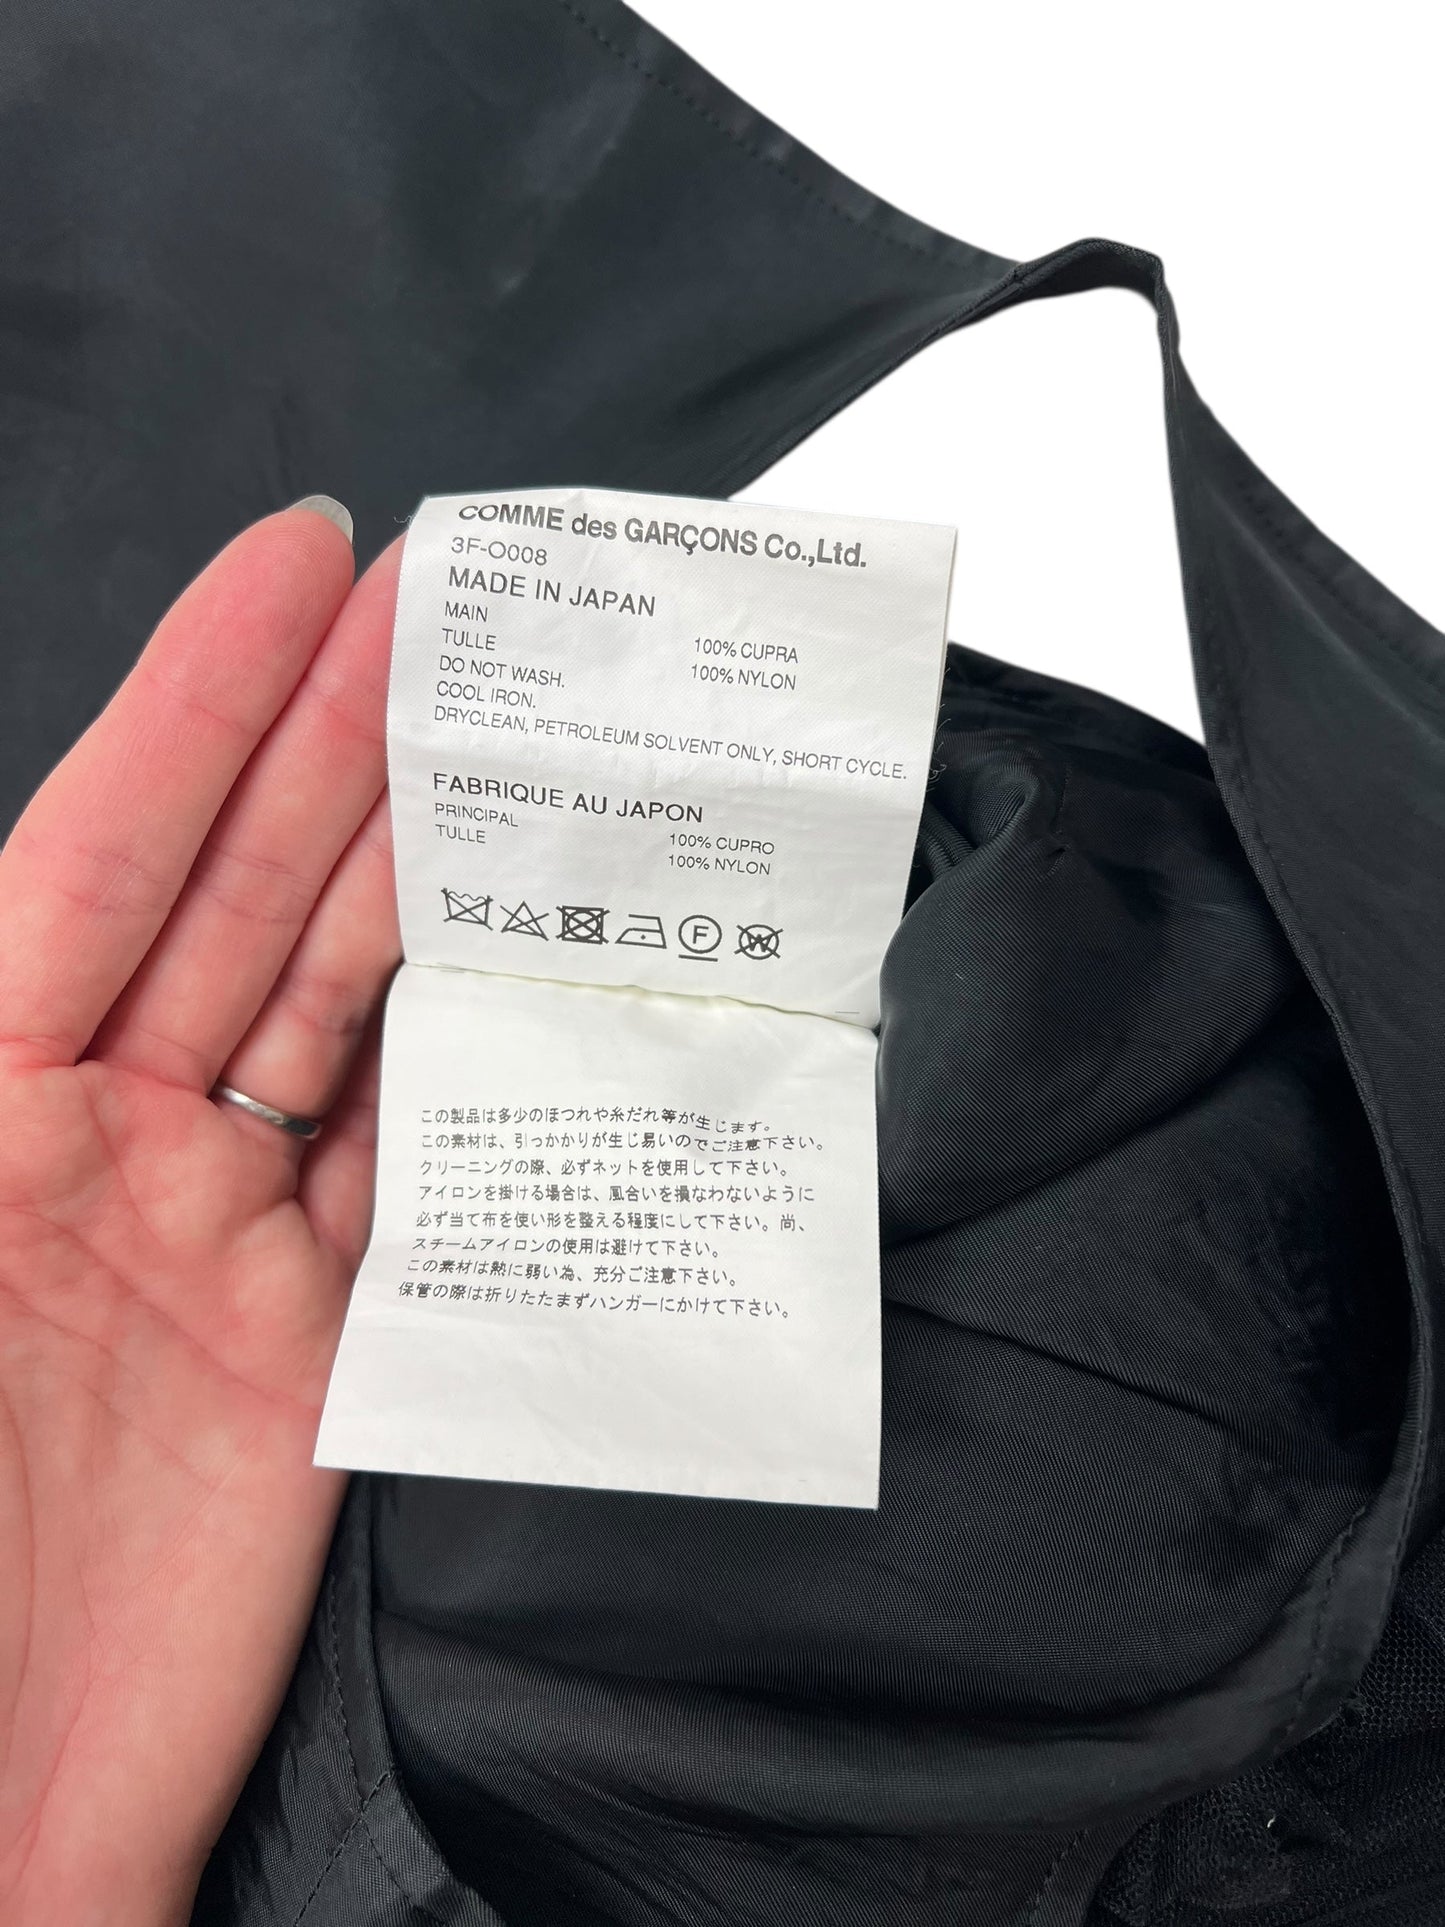 COMME des GARÇONS Co.,Ltd.
3F-O008
MADE IN JAPAN
MAIN 100% CUPRA
TULLE 100% NYLON
DO NOT WASH.
COOL IRON.
DRYCLEAN, PETROLEUM SOLVENT ONLY, SHORT CYCLE.
FABRIQUE AU JAPON
PRINCIPAL 100% CUPRO
TULLE 100% NYLON
F W
この製品は多少のほつれや糸だれ等が生じます。
この素材は、引っかかりが生じ易いのでご注意下さい。
クリーニングの際、必ずネットを使用して下さい。
アイロンを掛ける場合は、風合いを損なわないように
必ず当て布を使い形を整える程度にして下さい。尚、
スチームアイロンの使用は避けて下さい。
この素材は熱に弱い為、充分ご注意下さい。
保管の際は折りたたまずハンガーにかけて下さい。